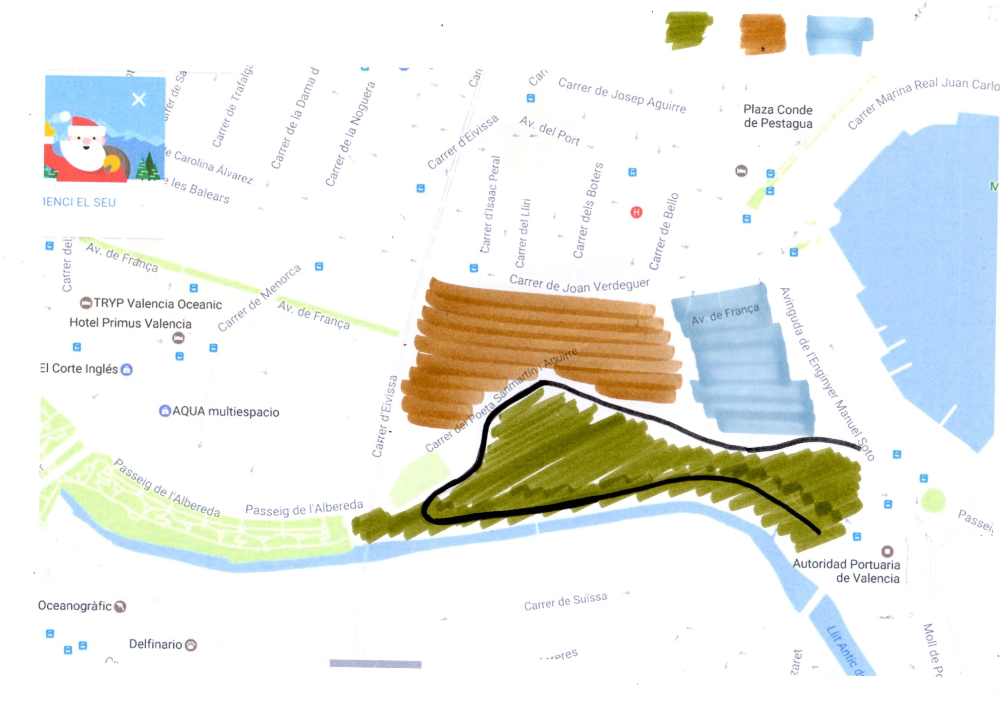 Carrer de Josep Aguirre
Carrer Marina Real Juan Carlo
Plaza Conde
de Pestagua
Carrer de Trafalga
Carrer de la Dama d
Carrer de la Noguera
Carrer d'Eivissa
Av. del Port
Carrer d'Isaac Peral
Carrer del Lliri
Carrer dels Boters
Carrer de Bello
H
M
e Carolina Álvarez
e les Balears
IENCI EL SEU
Carrer del
Av. de França
Carrer de Menorca
Av. de França
Carrer de Joan Verdeguer
Av. de França
Avinguda de l'Enginyer Manuel Soto
TRYP Valencia Oceanic
Hotel Primus Valencia
El Corte Inglés
AQUA multiespacio
Carrer d'Eivissa
Carrer del Poeta Sanmartín i Aguirre
Passeig de l'Albereda
Passeig de l'Albereda
Passei
Autoridad Portuaria
de Valencia
Carrer de Suïssa
Oceanogràfic
Delfinario
Llit Antic d
Moll de Po
zaret